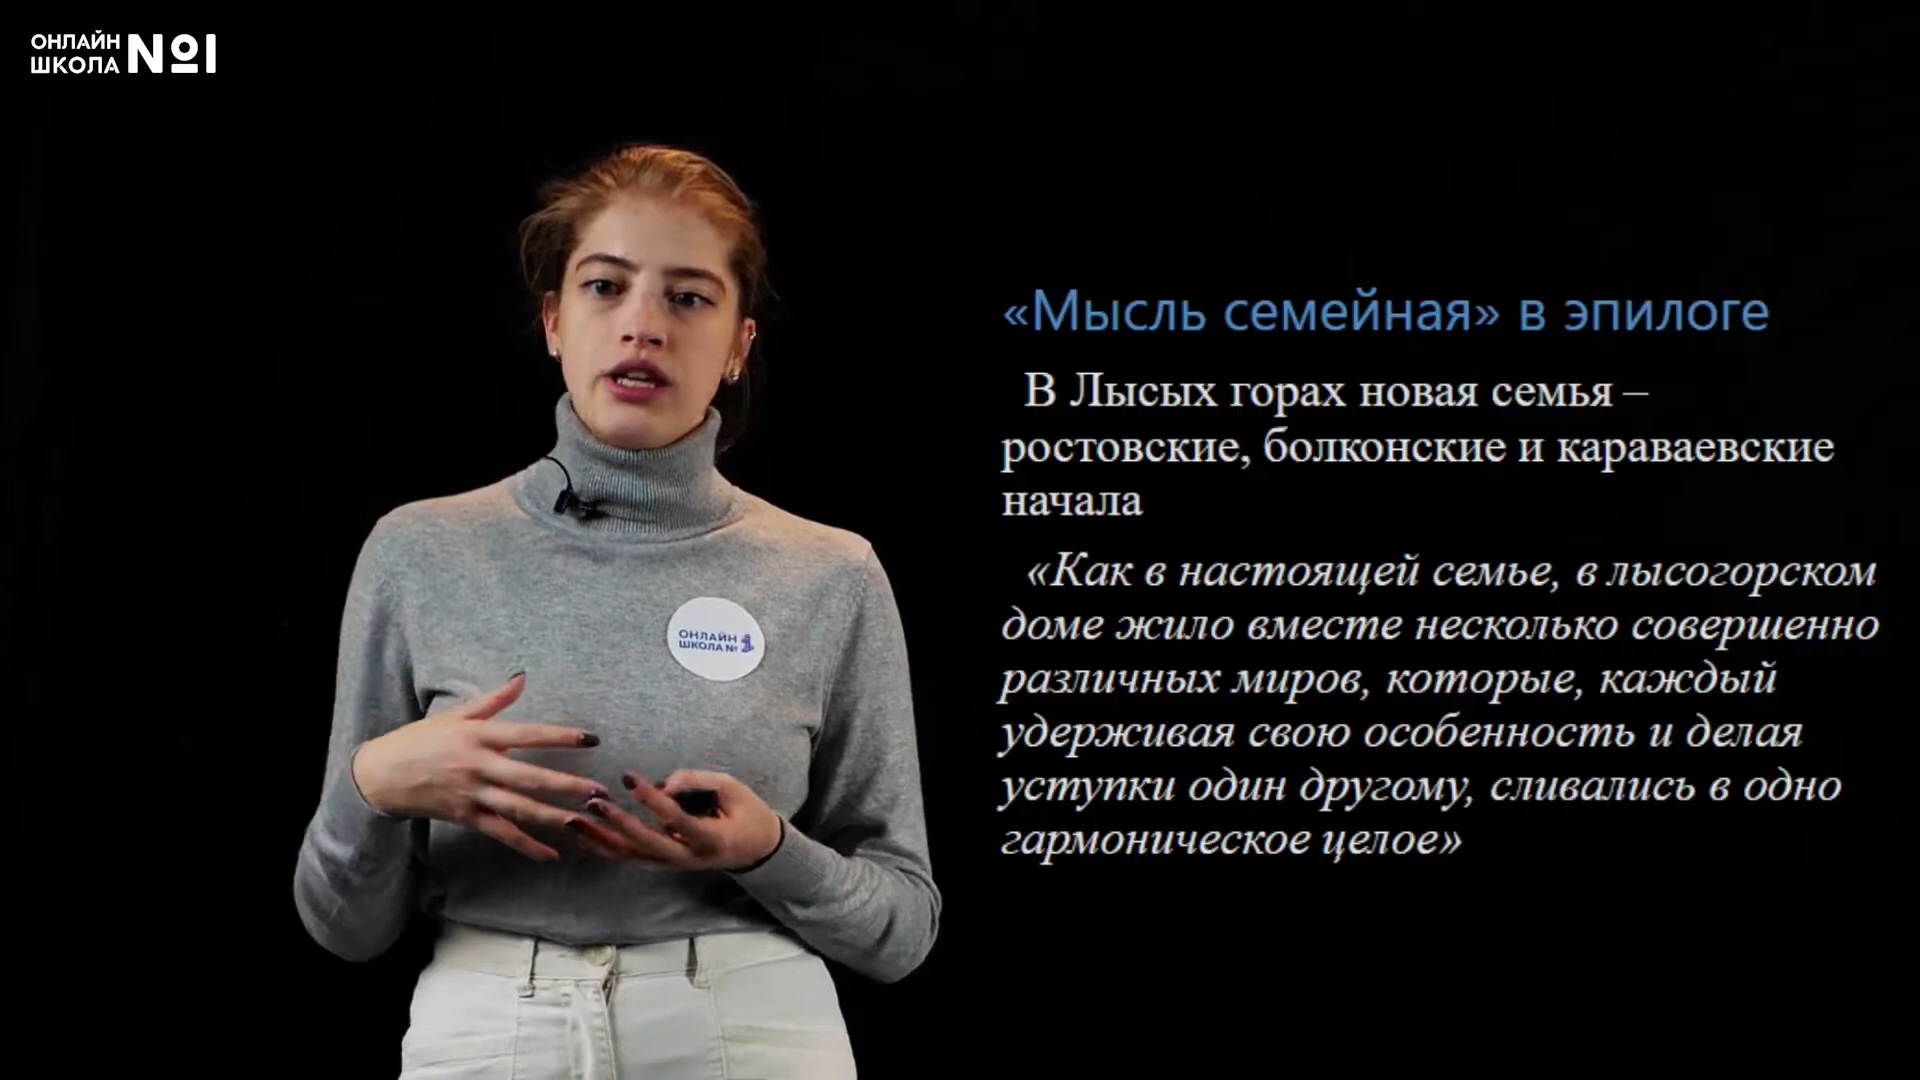 ОНЛАЙН
ШКОЛА №1
«Мысль семейная» в эпилоге
В Лысых горах новая семья –
ростовские, болконские и караваевские
начала
«Как в настоящей семье, в лысогорском
доме жило вместе несколько совершенно
различных миров, которые, каждый
удерживая свою особенность и делая
уступки один другому, сливались в одно
гармоническое целое»
ОНЛАЙН
ШКОЛА № 1